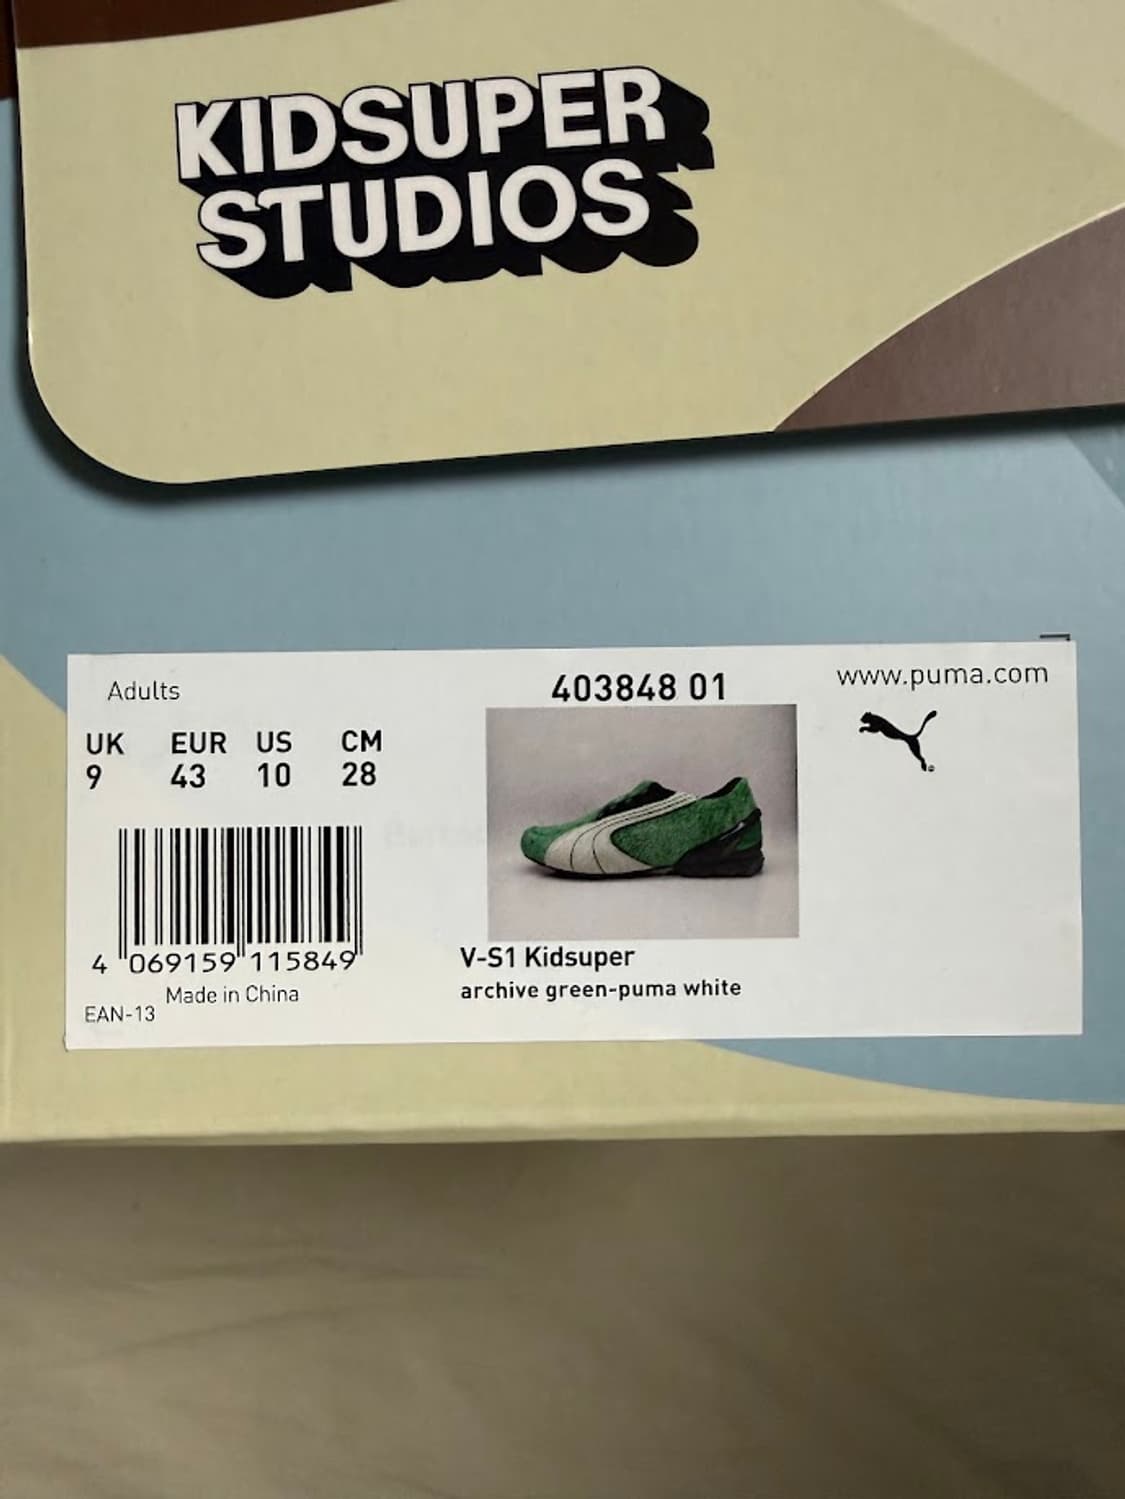 KIDSUPER
STUDIOS
Adults
403848 01
www.puma.com
UK EUR US CM
9 43 10 28
4 069159 115849
Made in China
EAN-13
V-S1 Kidsuper
archive green-puma white